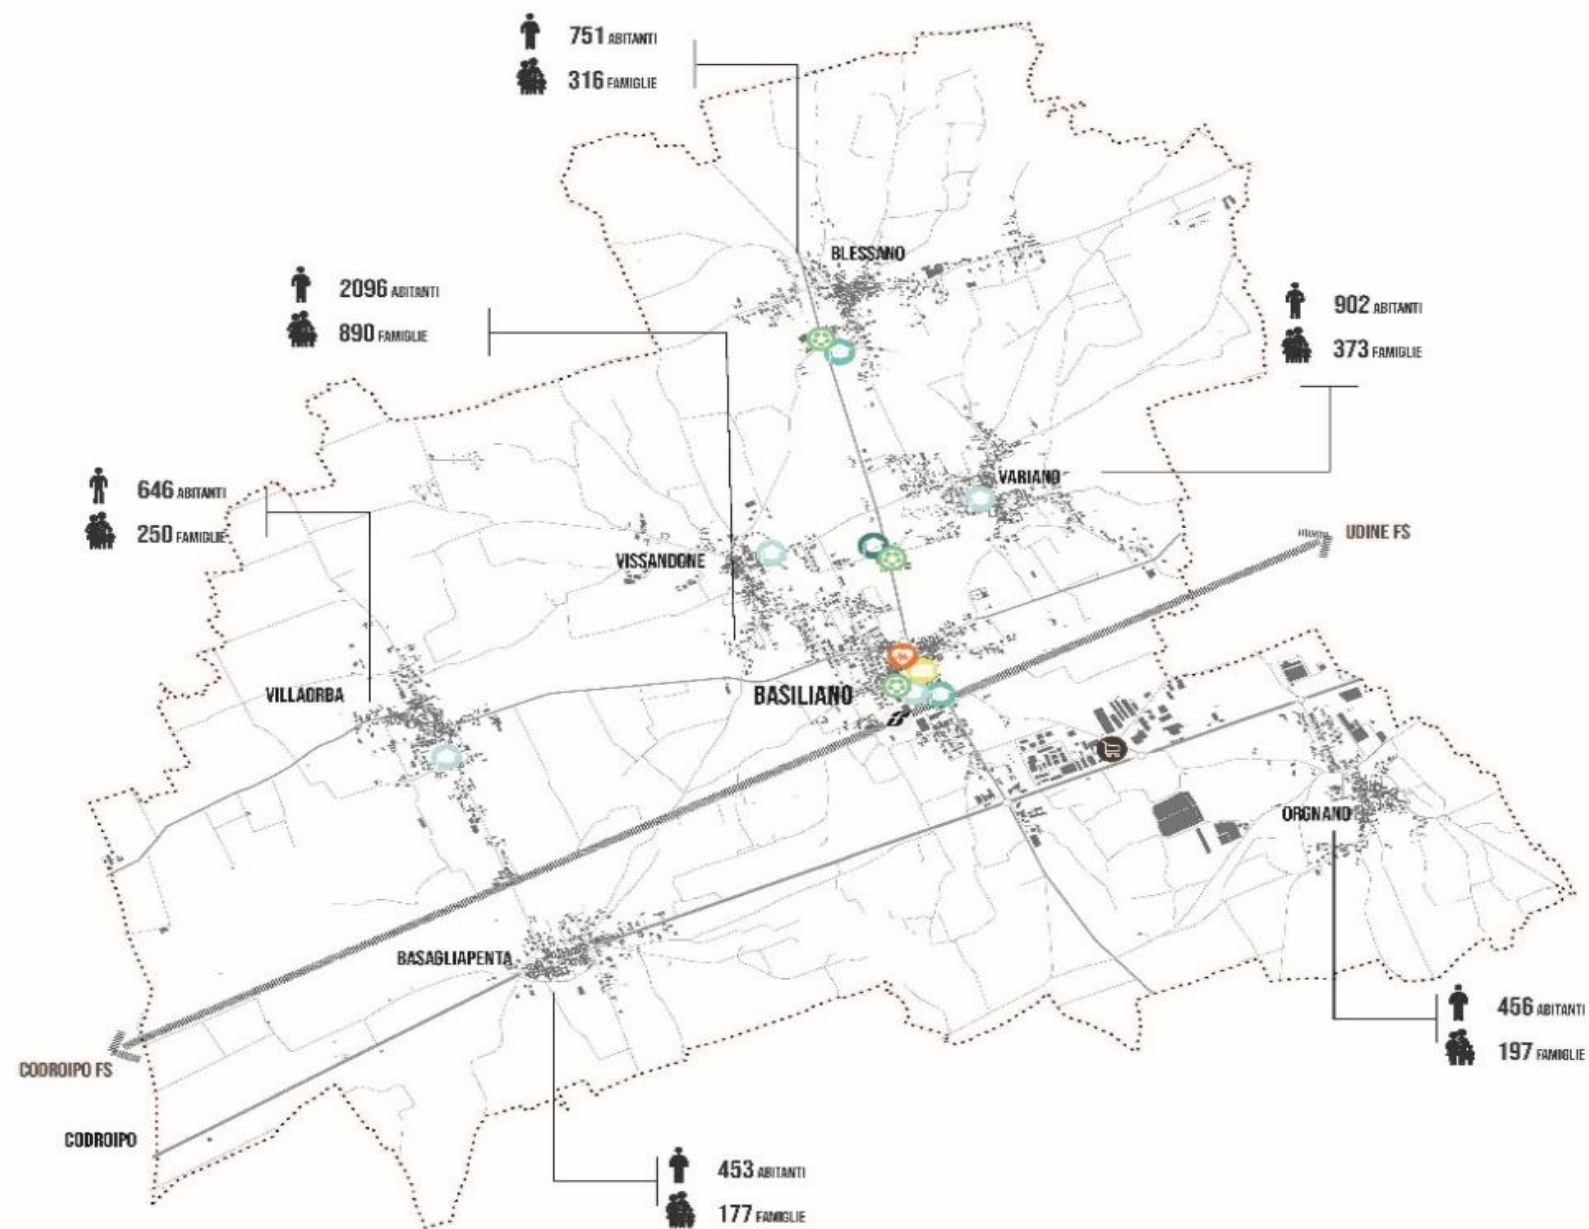 751 ABITANTI
316 FAMIGLIE
BLESSANO
2096 ABITANTI
890 FAMIGLIE
902 ABITANTI
373 FAMIGLIE
646 ABITANTI
250 FAMIGLIE
VARIANO
UDINE FS
VISSANDONE
VILLAORBA
BASILIANO
ORGNANO
BASAGLIAPENTA
456 ABITANTI
197 FAMIGLIE
CODROIPO FS
CODROIPO
453 ABITANTI
177 FAMIGLIE